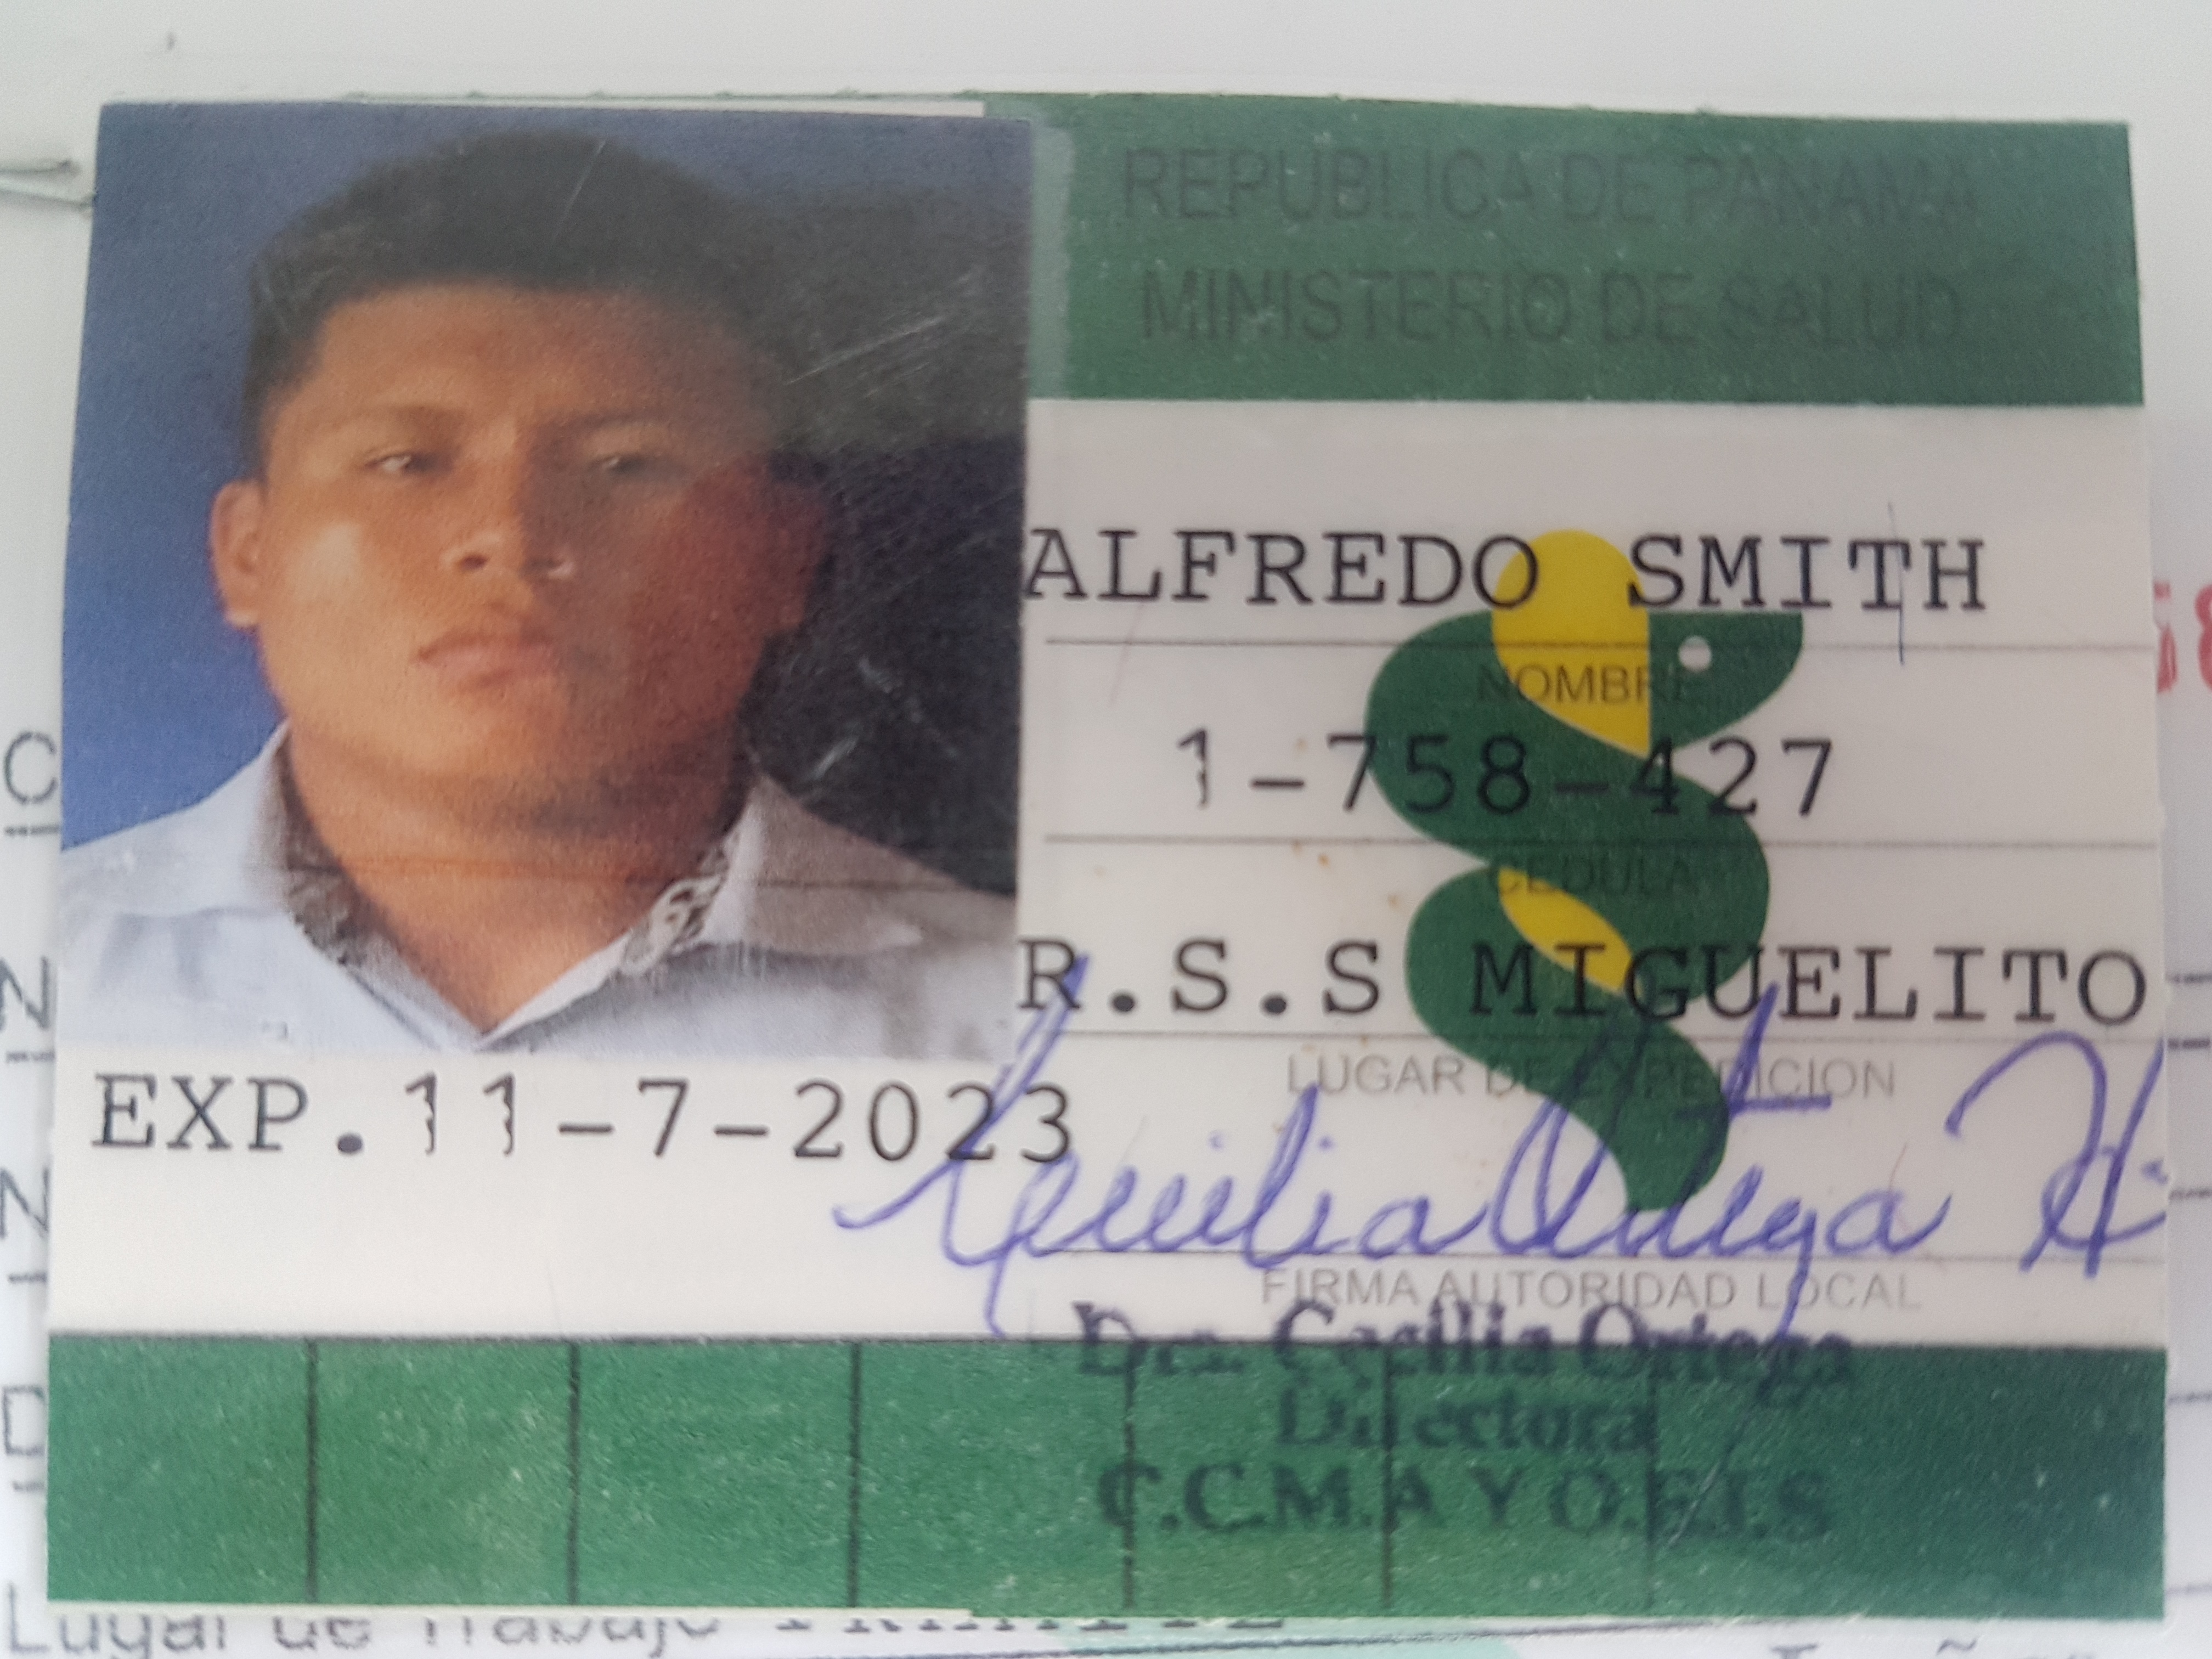 REPUBLICA DE PANAMA
MINISTERIO DE SALUD
ALFREDO SMITH
NOMBRE
1-758-427
CEDULA
R.S.S MIGUELITO
LUGAR DE EXPEDICION
EXP.11-7-2023
Cecilia Ortega H.
FIRMA AUTORIDAD LOCAL
Dra. Cecilia Ortega
Directora
C.C.M.A Y O.E.I.S
Lugar de Trabajo